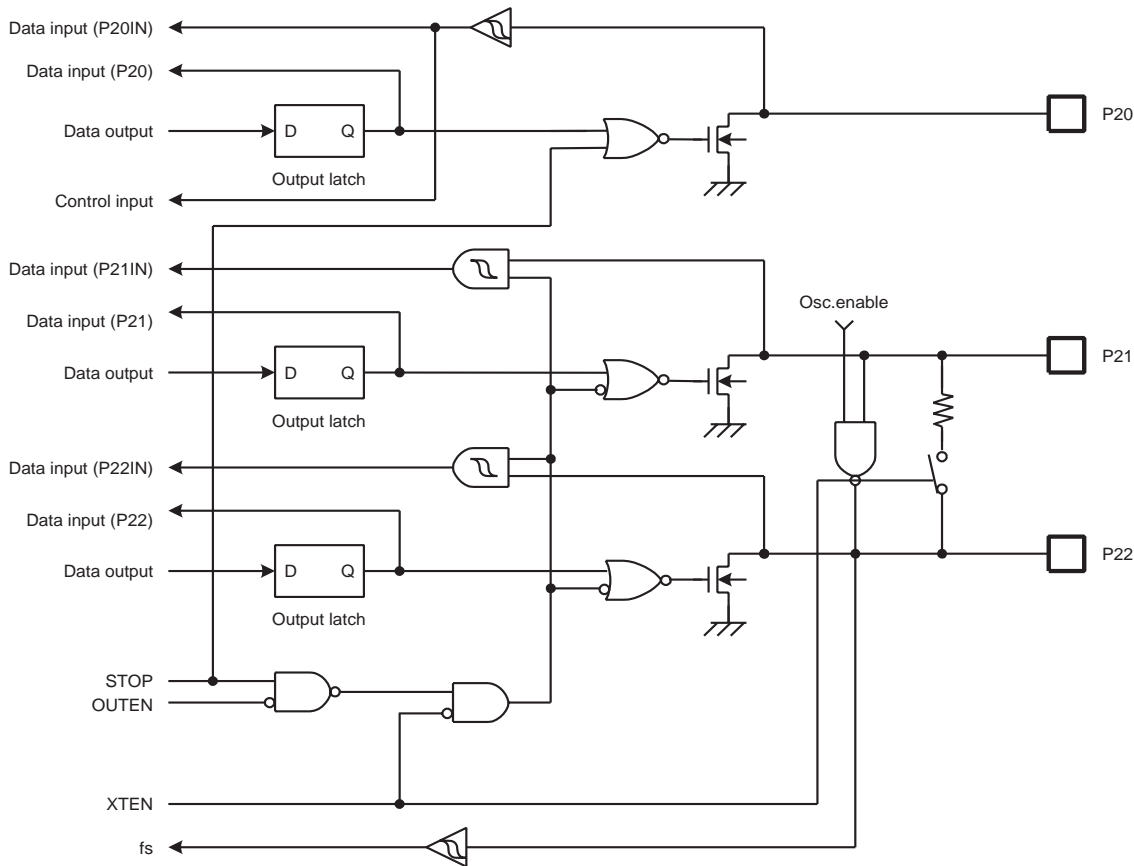 Data input (P20IN)
Data input (P20)
Data output
D Q
P20
Output latch
Control input
Data input (P21IN)
Osc.enable
Data input (P21)
P21
Data output
D Q
Output latch
Data input (P22IN)
Data input (P22)
P22
Data output
D Q
Output latch
STOP
OUTEN
XTEN
fs